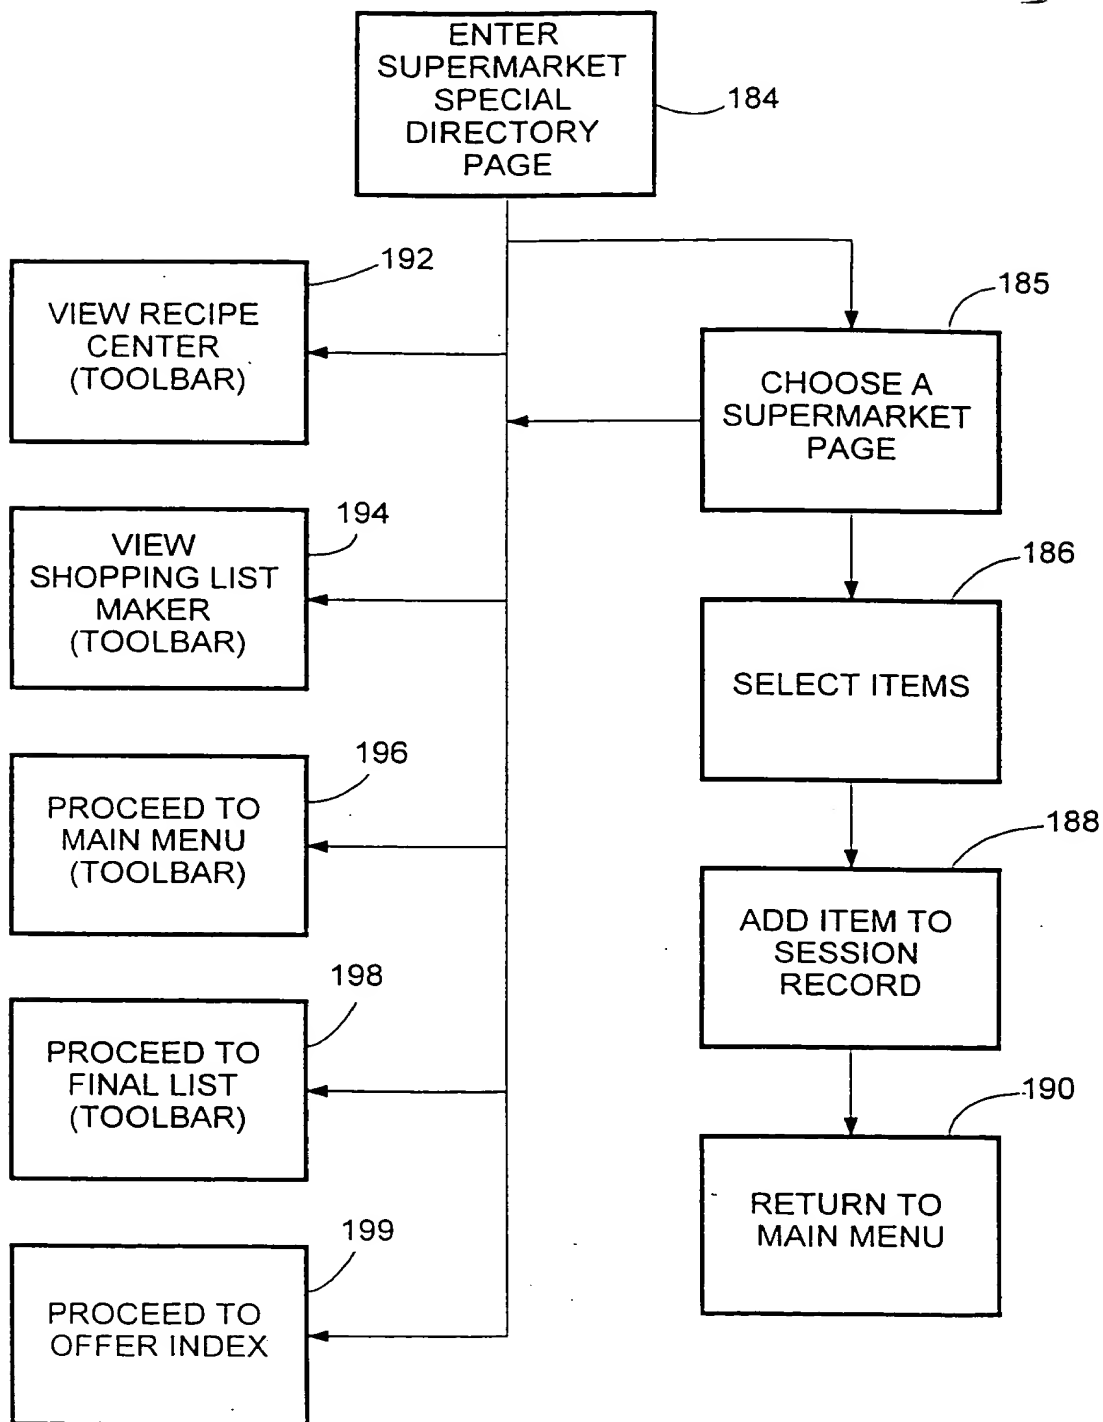 ENTER
SUPERMARKET
SPECIAL
DIRECTORY
PAGE
184
192
VIEW RECIPE
CENTER
(TOOLBAR)
185
CHOOSE A
SUPERMARKET
PAGE
194
VIEW
SHOPPING LIST
MAKER
(TOOLBAR)
186
SELECT ITEMS
196
PROCEED TO
MAIN MENU
(TOOLBAR)
188
ADD ITEM TO
SESSION
RECORD
198
PROCEED TO
FINAL LIST
(TOOLBAR)
190
RETURN TO
MAIN MENU
199
PROCEED TO
OFFER INDEX